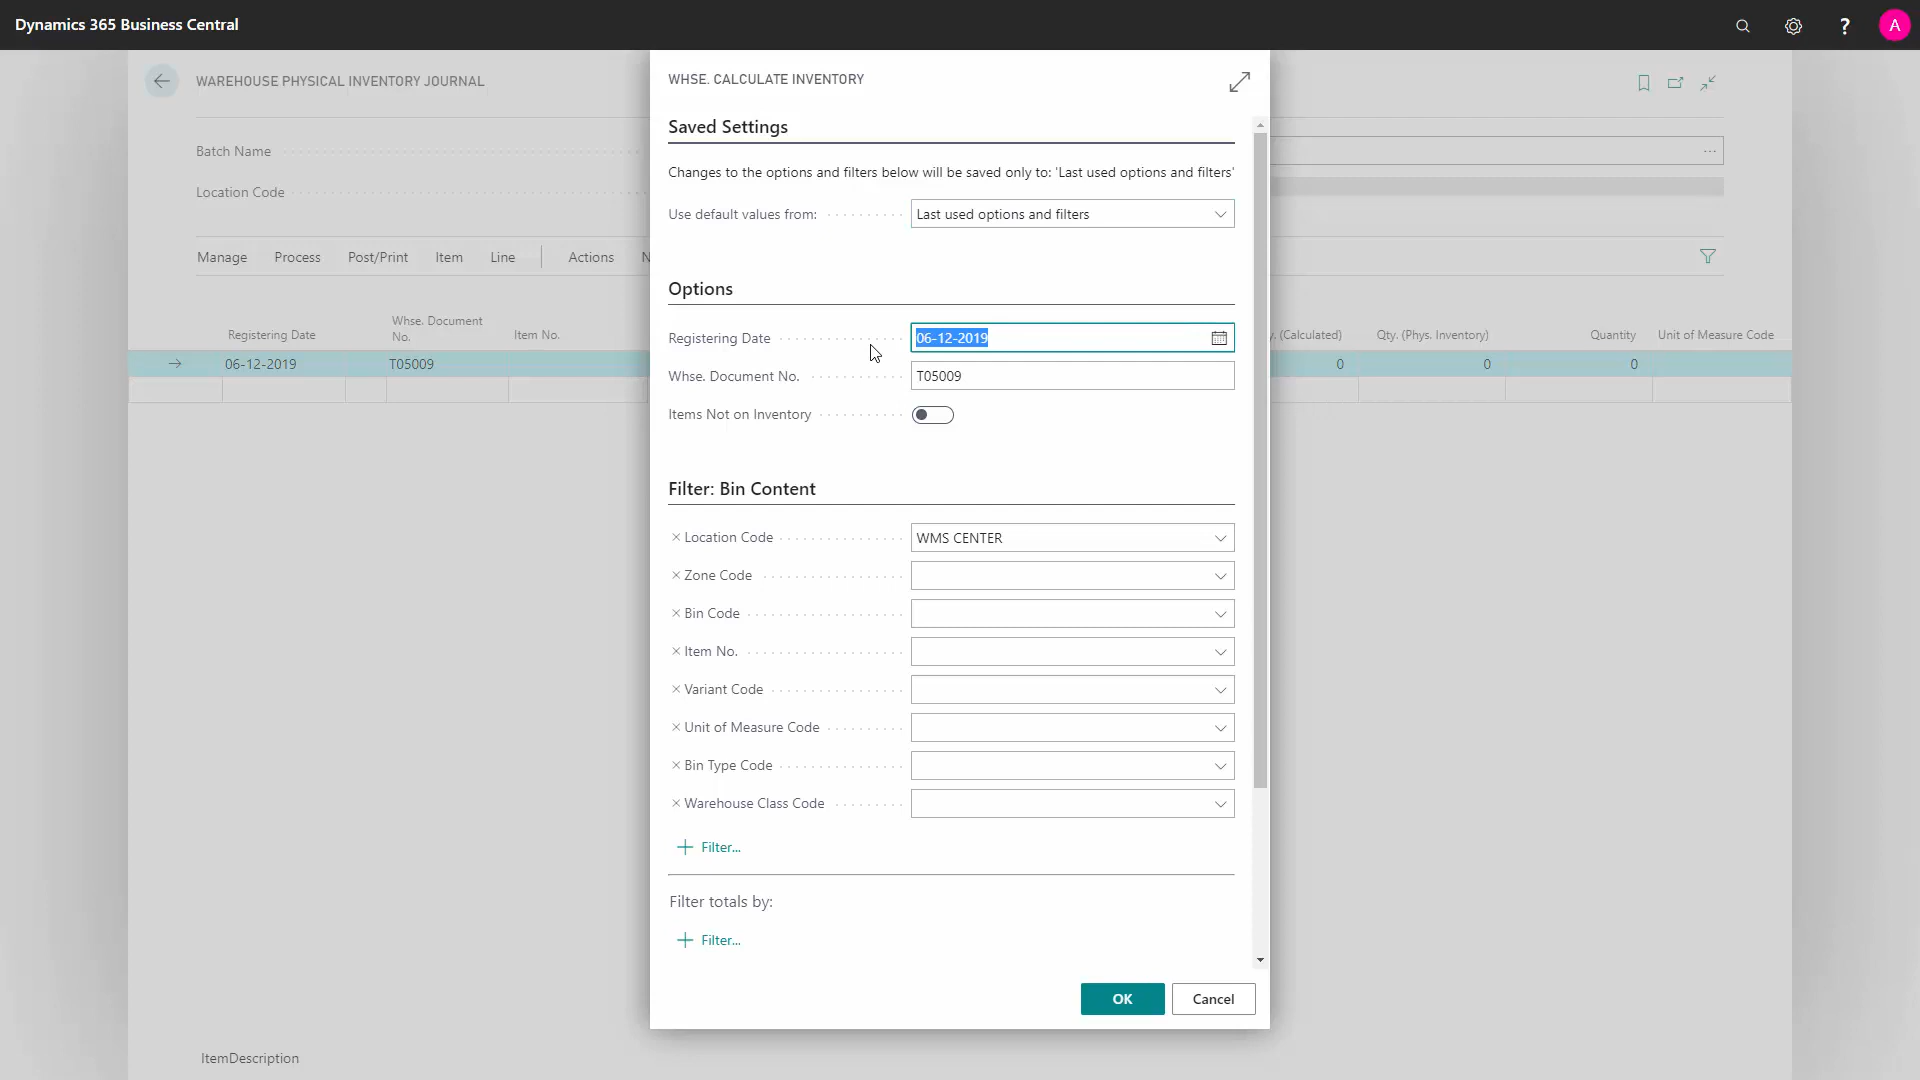 Dynamics 365 Business Central
?
A
WAREHOUSE PHYSICAL INVENTORY JOURNAL
Batch Name
...
Location Code
Manage Process Post/Print Item Line Actions N
Registering Date
Whse. Document No.
Item No.
y. (Calculated)
Qty. (Phys. Inventory)
Quantity
Unit of Measure Code
06-12-2019 T05009 0 0 0
ItemDescription
WHSE. CALCULATE INVENTORY
Saved Settings
Changes to the options and filters below will be saved only to: 'Last used options and filters'
Use default values from: Last used options and filters
Options
Registering Date 06-12-2019
Whse. Document No. T05009
Items Not on Inventory
Filter: Bin Content
× Location Code WMS CENTER
× Zone Code
× Bin Code
× Item No.
× Variant Code
× Unit of Measure Code
× Bin Type Code
× Warehouse Class Code
+ Filter...
Filter totals by:
+ Filter...
OK Cancel